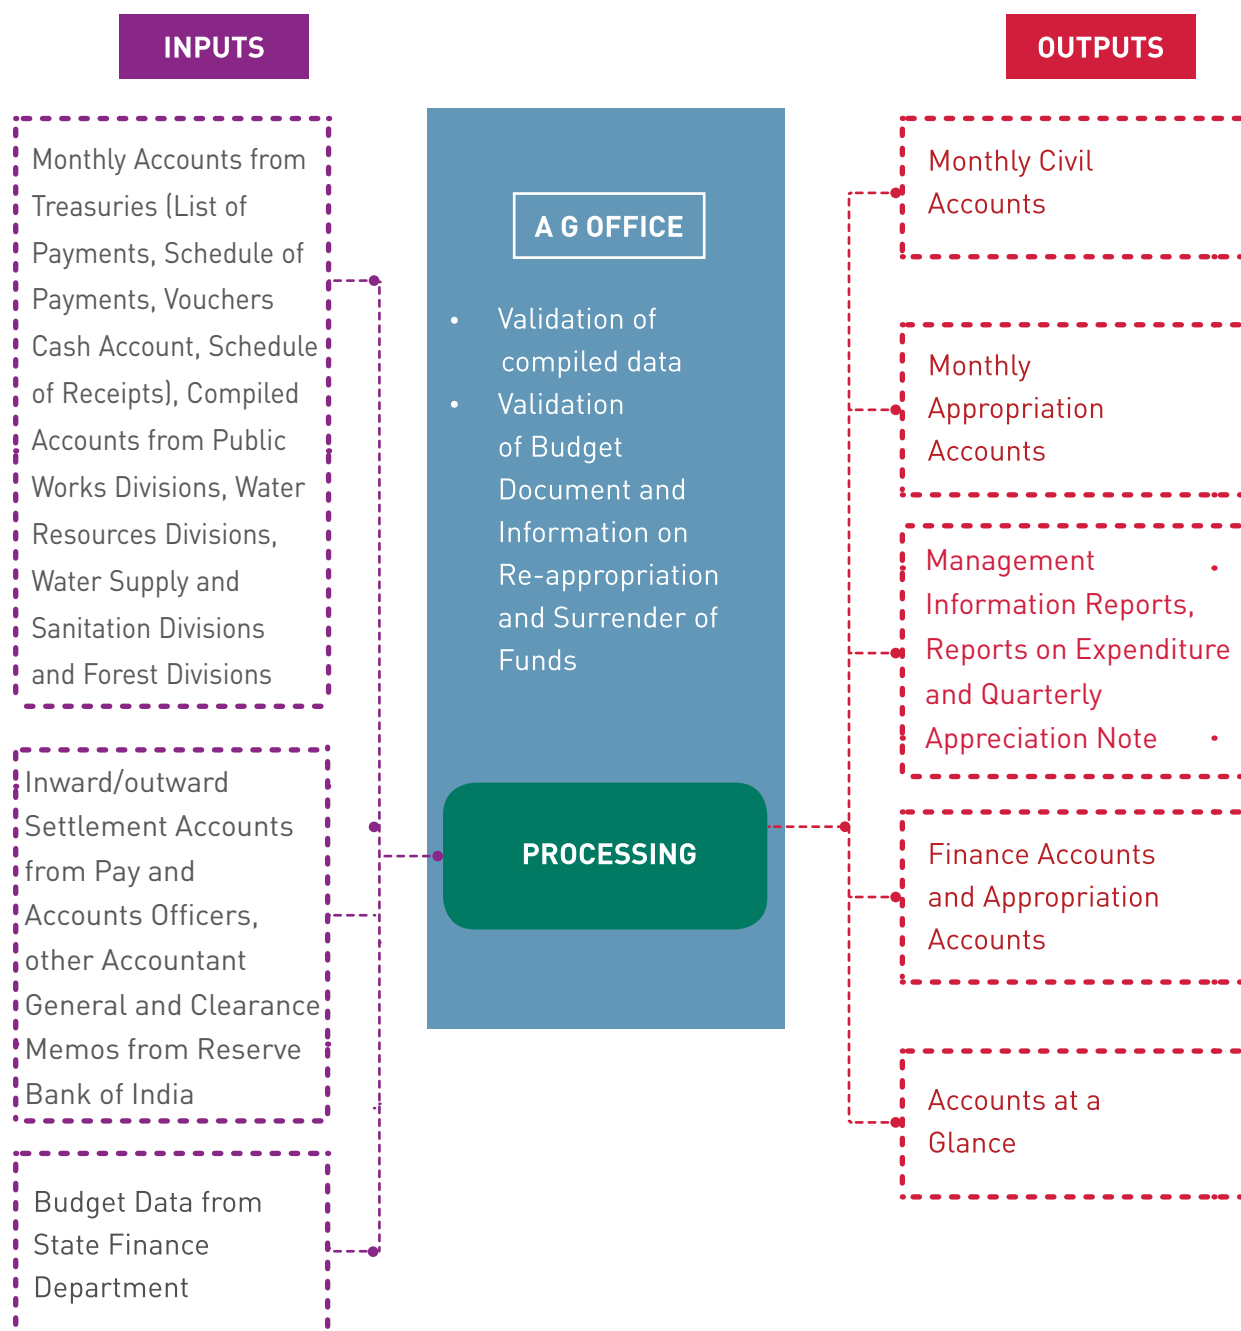 INPUTS
Monthly Accounts from
Treasuries (List of
Payments, Schedule of
Payments, Vouchers
Cash Account, Schedule
of Receipts), Compiled
Accounts from Public
Works Divisions, Water
Resources Divisions,
Water Supply and
Sanitation Divisions
and Forest Divisions
Inward/outward
Settlement Accounts
from Pay and
Accounts Officers,
other Accountant
General and Clearance
Memos from Reserve
Bank of India
Budget Data from
State Finance
Department
A G OFFICE
• Validation of
compiled data
• Validation
of Budget
Document and
Information on
Re-appropriation
and Surrender of
Funds
PROCESSING
OUTPUTS
Monthly Civil
Accounts
Monthly
Appropriation
Accounts
Management
Information Reports,
Reports on Expenditure
and Quarterly
Appreciation Note
Finance Accounts
and Appropriation
Accounts
Accounts at a
Glance